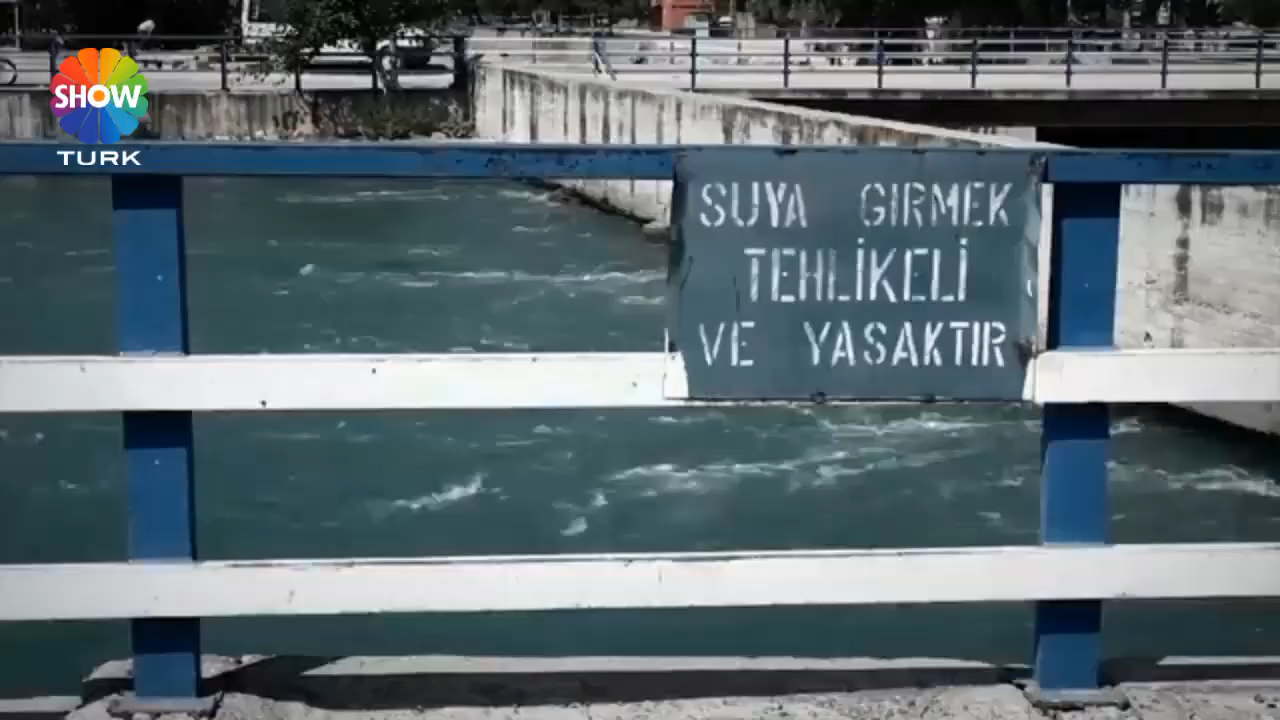 SHOW
TURK
SUYA GIRMEK
TEHLİKELİ
VE YASAKTIR